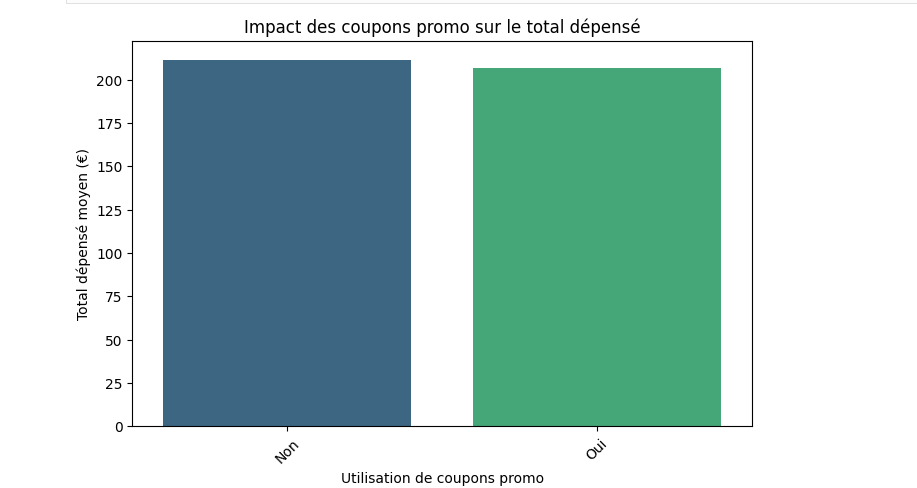 Impact des coupons promo sur le total dépensé
Total dépensé moyen (€)
200
175
150
125
100
75
50
25
0
Non
Oui
Utilisation de coupons promo